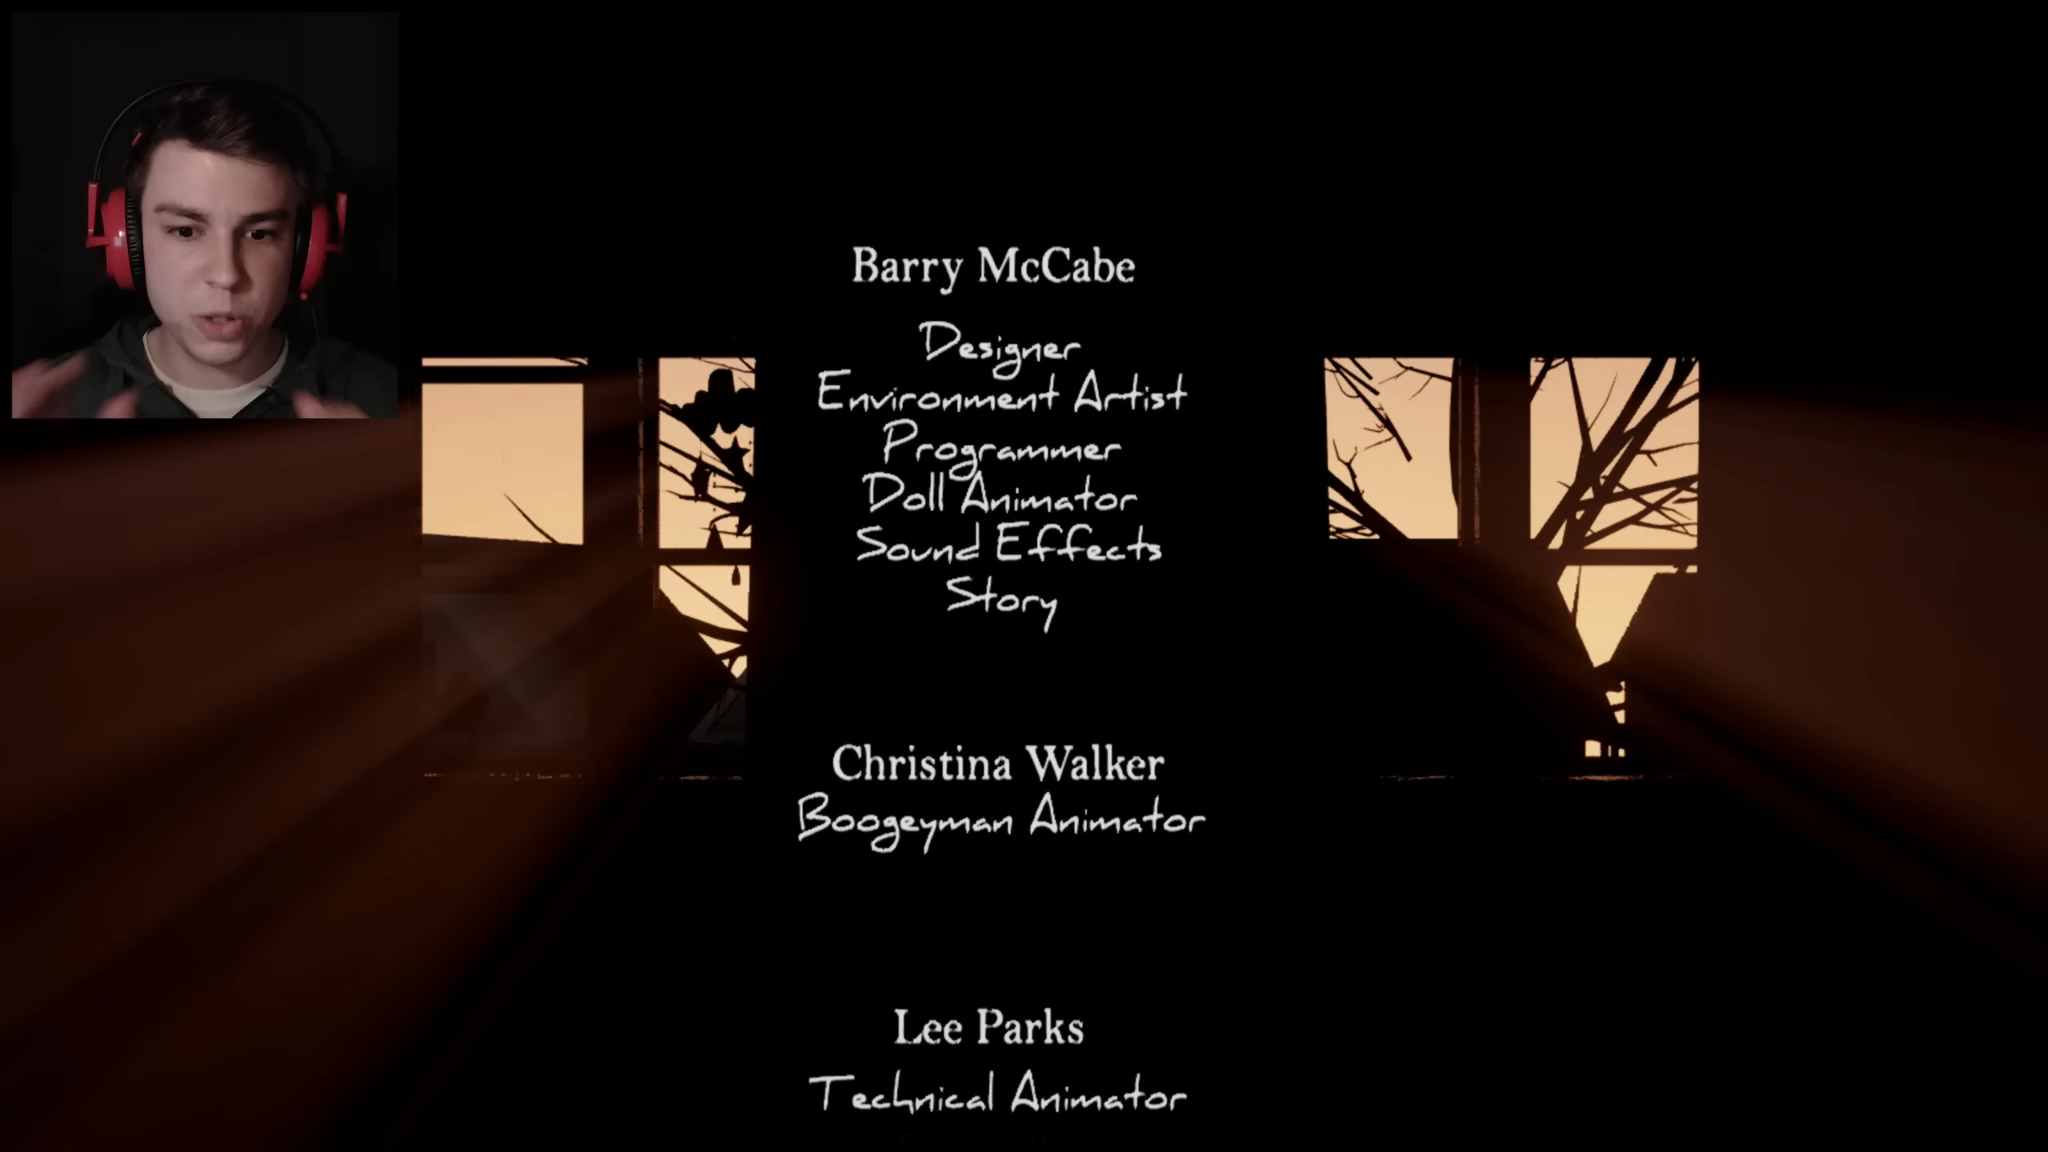 Barry McCabe
Designer
Environment Artist
Programmer
Doll Animator
Sound Effects
Story
Christina Walker
Boogeyman Animator
Lee Parks
Technical Animator